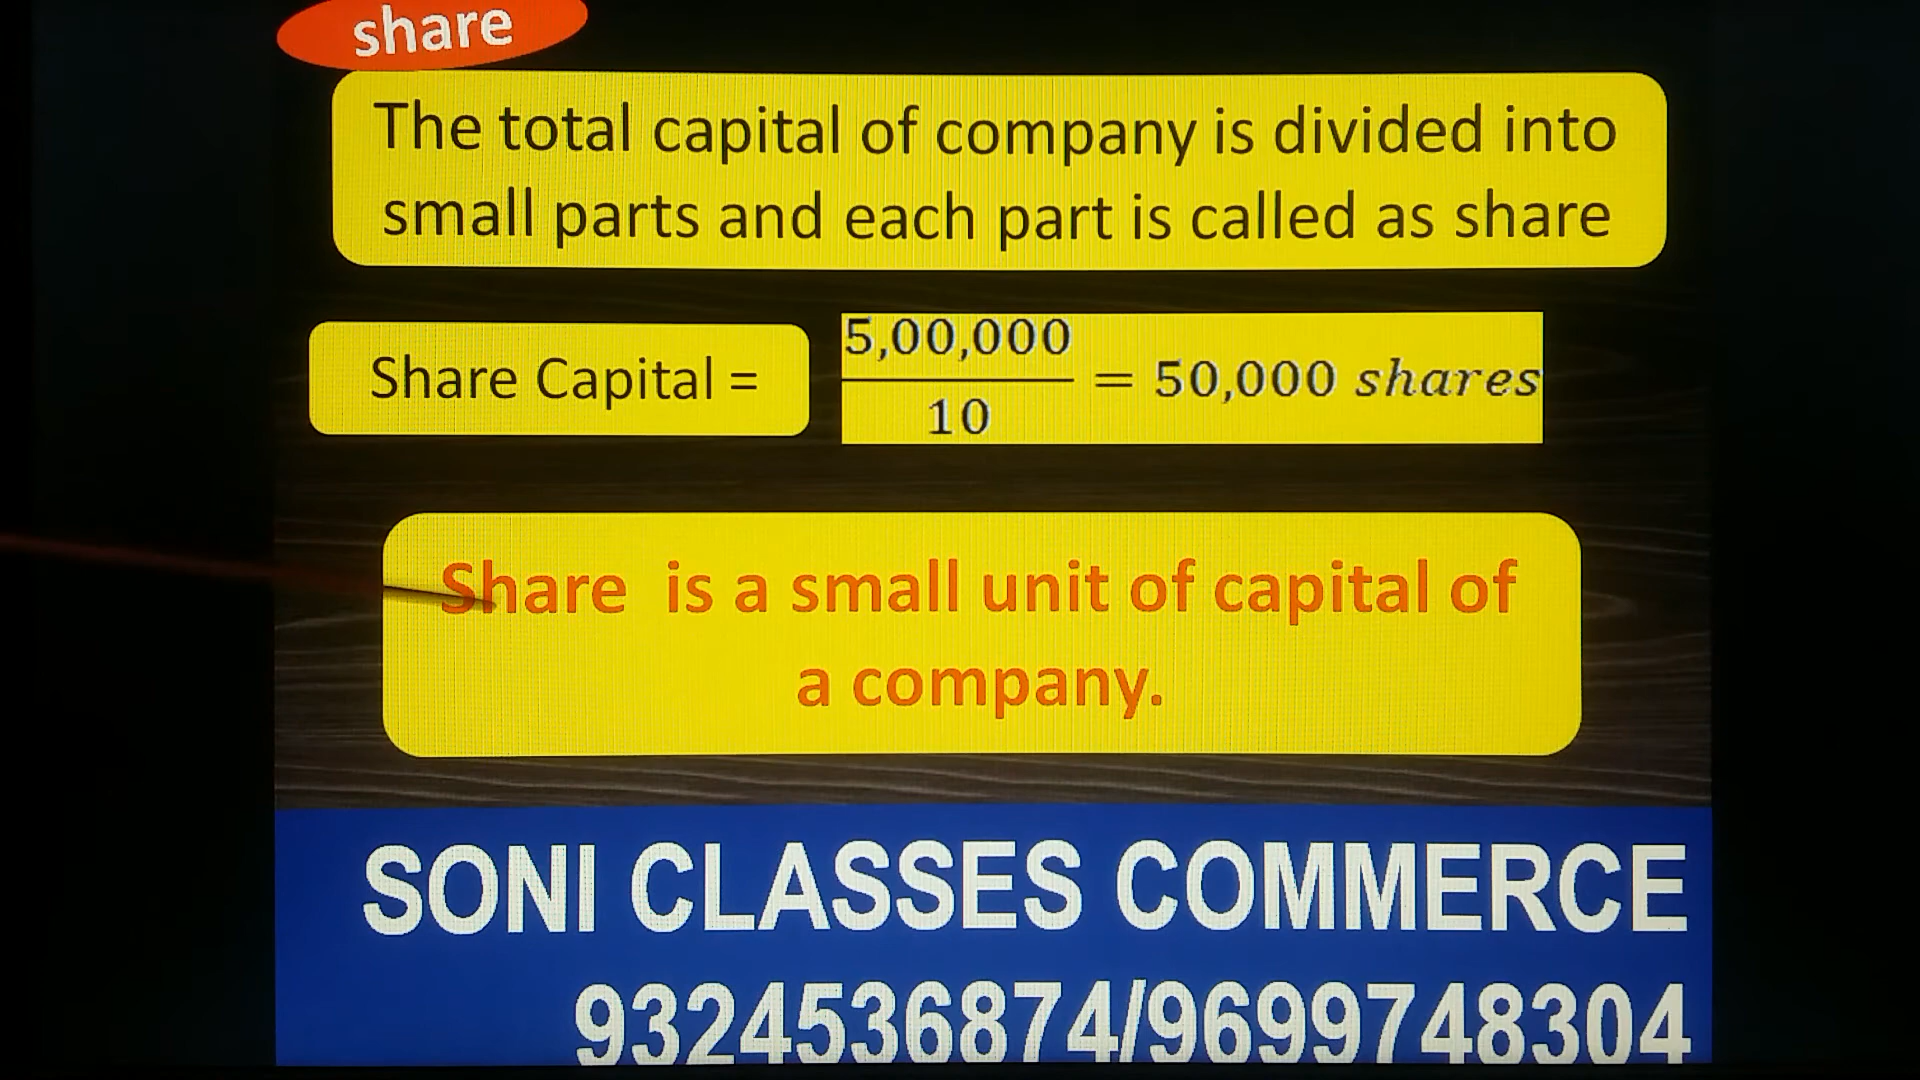 share
The total capital of company is divided into
small parts and each part is called as share
Share Capital =
5,00,000
10
= 50,000 shares
Share is a small unit of capital of
a company.
SONI CLASSES COMMERCE
9324536874/9699748304